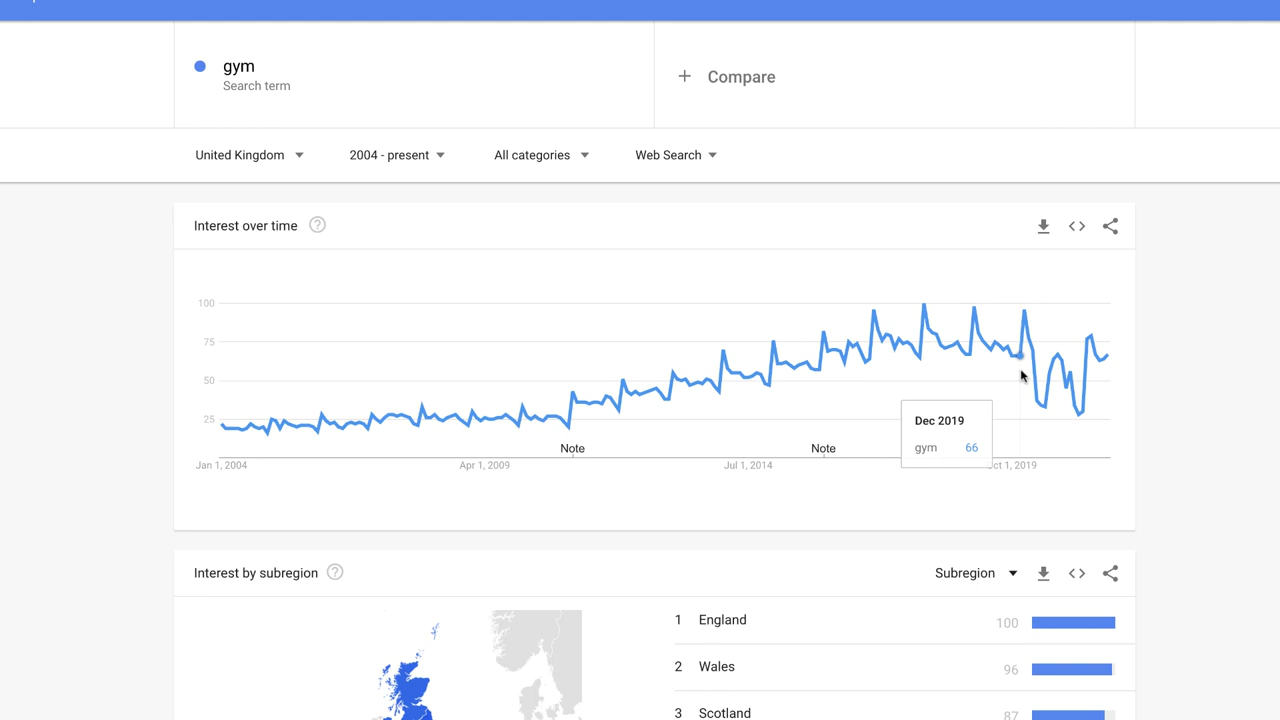 gym
Search term
+ Compare
United Kingdom
2004 - present
All categories
Web Search
Interest over time
100
75
50
25
Note
Note
Dec 2019
gym 66
Jan 1, 2004
Apr 1, 2009
Jul 1, 2014
ct 1, 2019
Interest by subregion
Subregion
1 England 100
2 Wales 96
3 Scotland 87